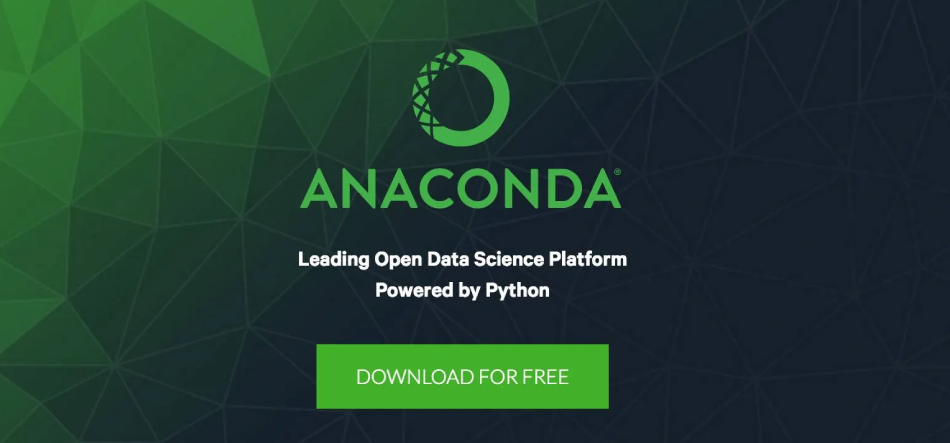 ANACONDA®
Leading Open Data Science Platform
Powered by Python
DOWNLOAD FOR FREE